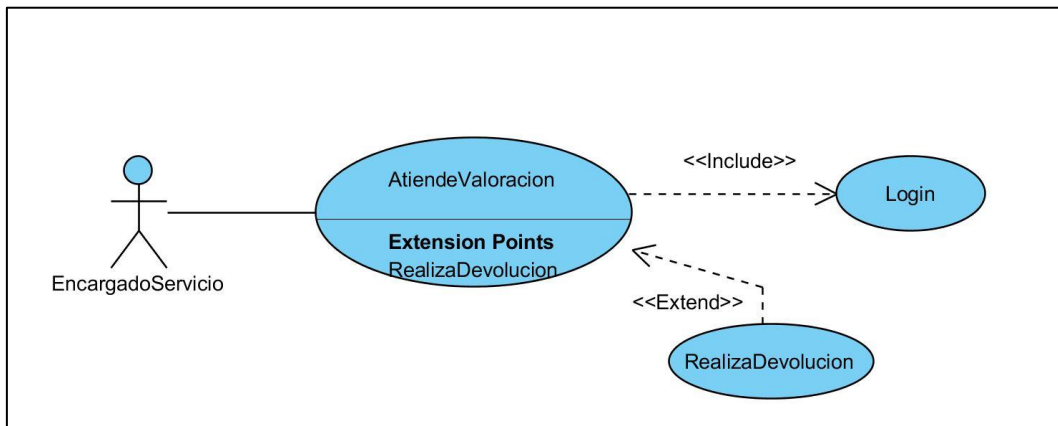 <<Include>>
AtiendeValoracion
Login
Extension Points
RealizaDevolucion
EncargadoServicio
<<Extend>>
RealizaDevolucion